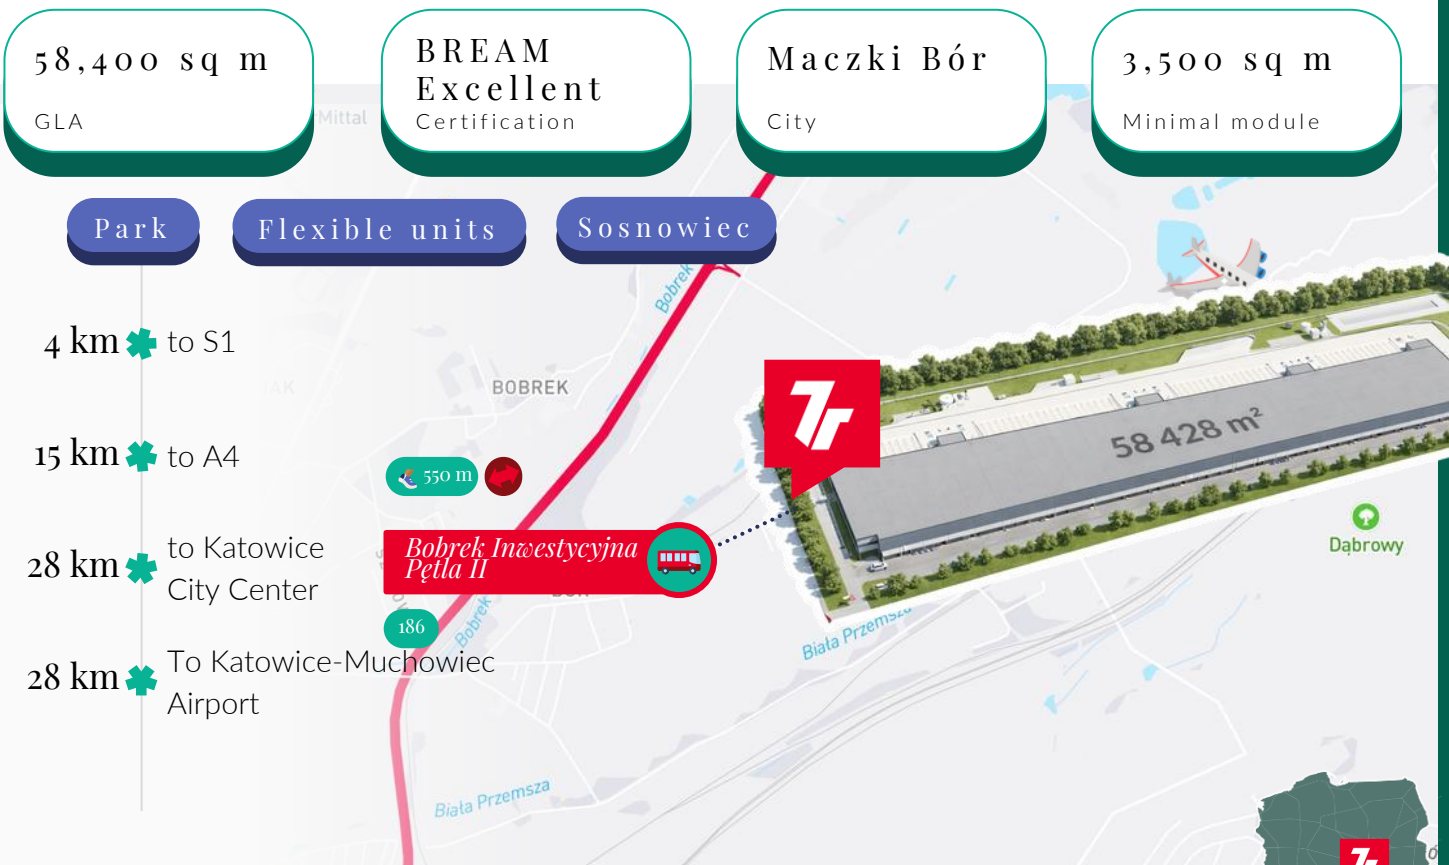 58,400 sq m
GLA
BREAM
Excellent
Certification
Maczki Bór
City
3,500 sq m
Minimal module
Mittal
Park
Flexible units
Sosnowiec
Bobrek
4 km
to S1
BOBREK
15 km
to A4
550 m
58 428 m²
Dąbrowy
28 km
to Katowice
City Center
Bobrek Inwestycyjna
Pętla II
186
Bobrek
Biała Przemsza
28 km
To Katowice-Muchowiec
Airport
Biała Przemsza